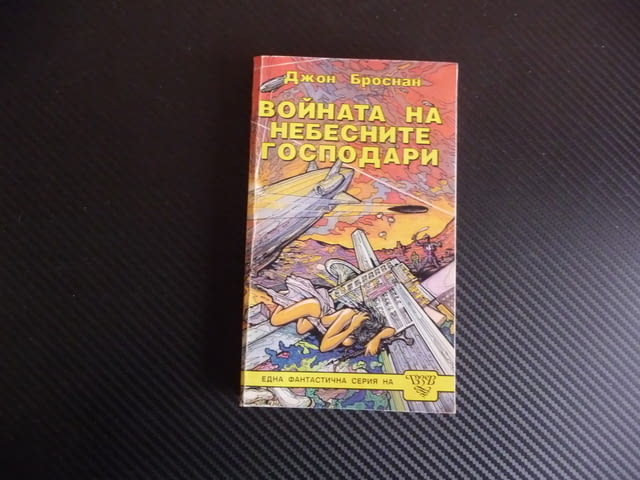 Джон Броснан
ВОЙНАТА НА
НЕБЕСНИТЕ
ГОСПОДАРИ
ЕДНА ФАНТАСТИЧНА СЕРИЯ НА